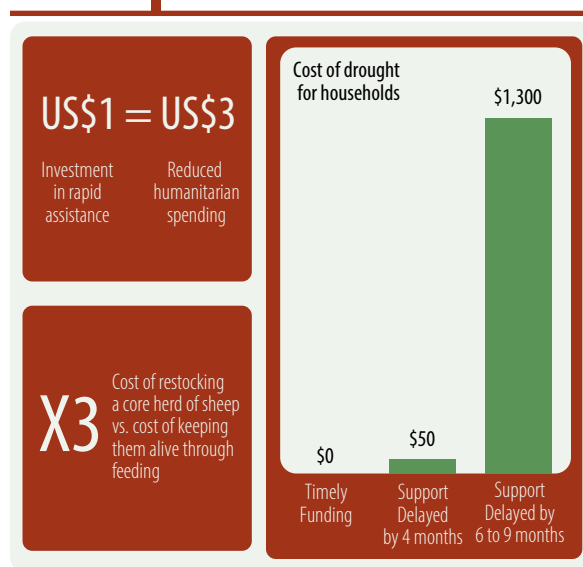 US$1 = US$3
Investment
in rapid
assistance
Reduced
humanitarian
spending
X3
Cost of restocking
a core herd of sheep
vs. cost of keeping
them alive through
feeding
Cost of drought
for households
$0
$50
$1,300
Timely
Funding
Support
Delayed
by 4 months
Support
Delayed by
6 to 9 months